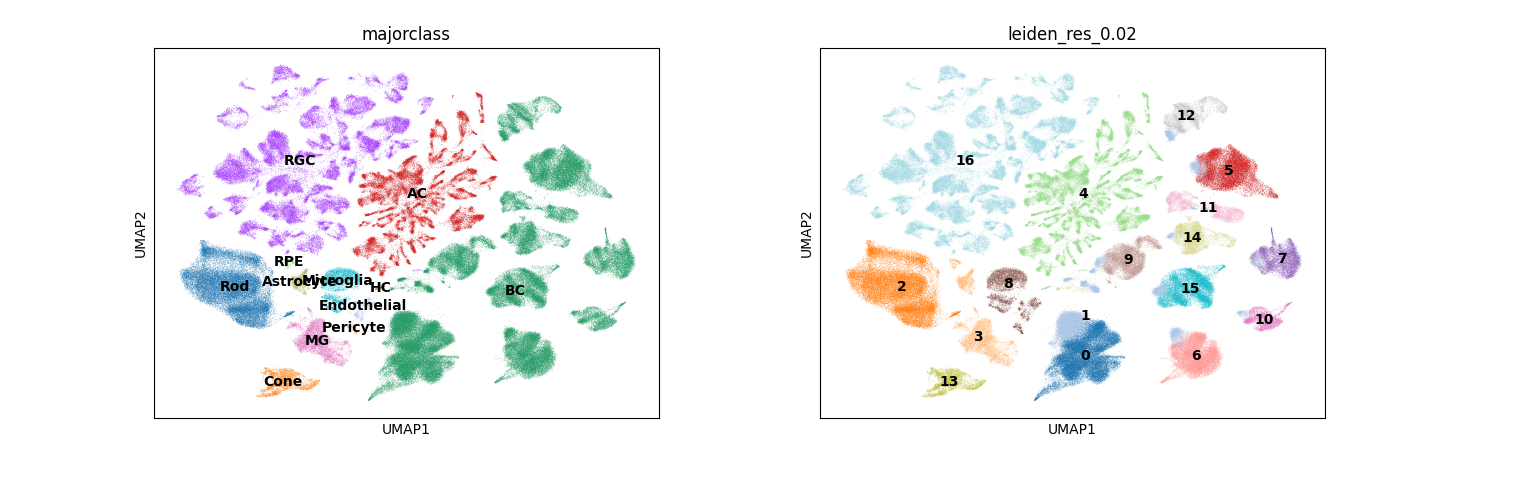 majorclass
RGC
AC
RPE
Astrocyte
Microglia
Rod
HC
BC
Endothelial
Pericyte
MG
Cone
UMAP2
UMAP1
leiden_res_0.02
12
16
5
4
11
14
9
7
8
2
15
1
10
3
0
6
13
UMAP2
UMAP1